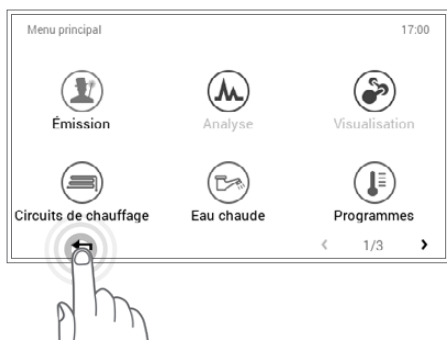 Menu principal 17:00
Émission Analyse Visualisation
Circuits de chauffage Eau chaude Programmes
1/3